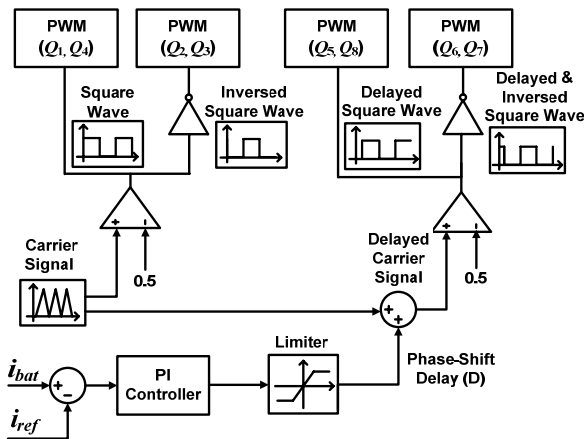 PWM
(Q1, Q4)
PWM
(Q2, Q3)
PWM
(Q5, Q8)
PWM
(Q6, Q7)
Square
Wave
Inversed
Square Wave
Delayed
Square Wave
Delayed &
Inversed
Square Wave
+ -
+ -
Carrier
Signal
0.5
Delayed
Carrier
Signal
0.5
+
+
Limiter
Phase-Shift
Delay (D)
ibat
+
-
PI
Controller
iref